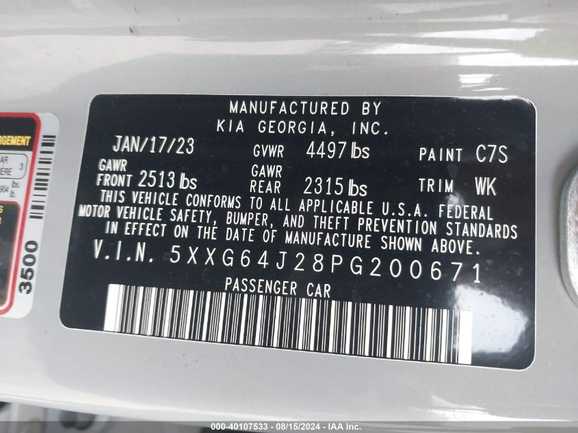 MANUFACTURED BY
KIA GEORGIA, INC.
JAN/17/23 GVWR 4497 lbs PAINT C7S
GAWR GAWR
FRONT 2513 lbs REAR 2315 lbs TRIM WK
THIS VEHICLE CONFORMS TO ALL APPLICABLE U.S.A. FEDERAL
MOTOR VEHICLE SAFETY, BUMPER, AND THEFT PREVENTION STANDARDS
IN EFFECT ON THE DATE OF MANUFACTURE SHOWN ABOVE.
V.I.N. 5XXG64J28PG200671
PASSENGER CAR
3500
000-40107533 - 08/15/2024 - IAA Inc.